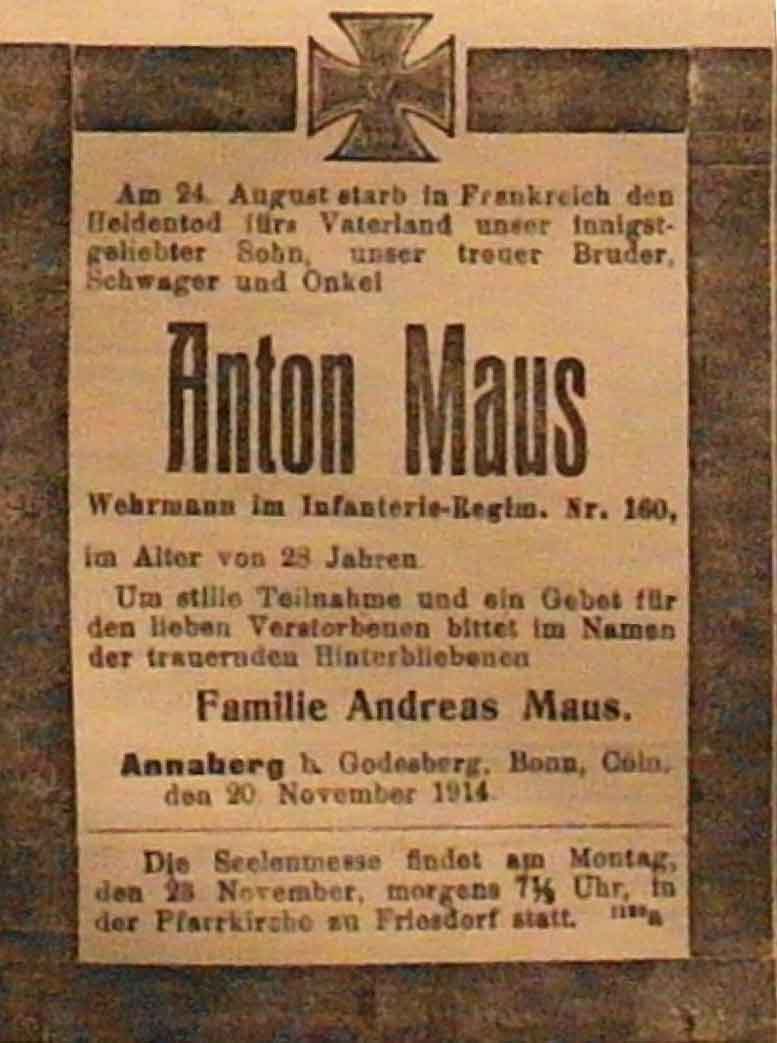 Am 24. August starb in Frankreich den
Heldentod fürs Vaterland unser innigst-
geliebter Sohn, unser treuer Bruder,
Schwager und Onkel
Anton Maus
Wehrmann im Infanterie-Regim. Nr. 160,
im Alter von 28 Jahren.
Um stille Teilnahme und ein Gebet für
den lieben Verstorbenen bittet im Namen
der trauernden Hinterbliebenen
Familie Andreas Maus.
Annaberg b. Godesberg, Bonn, Cöln,
den 20 November 1914.
Die Seelenmesse findet am Montag,
den 23 November, morgens 7½ Uhr, in
der Pfarrkirche zu Friesdorf statt.